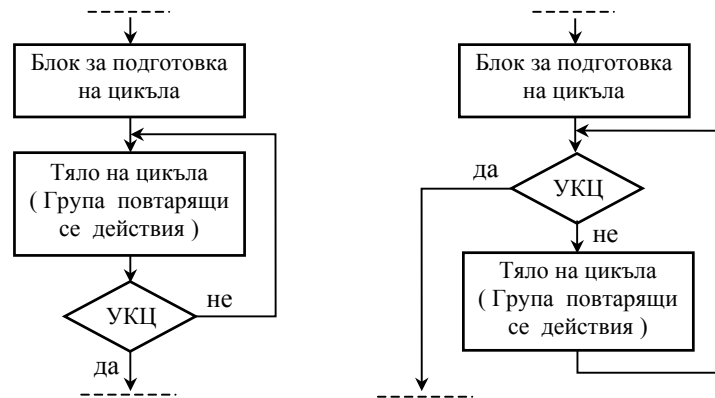 Блок за подготовка
на цикъла
Тяло на цикъла
( Група повтарящи
се действия )
УКЦ
не
да
Блок за подготовка
на цикъла
да
УКЦ
не
Тяло на цикъла
( Група повтарящи
се действия )